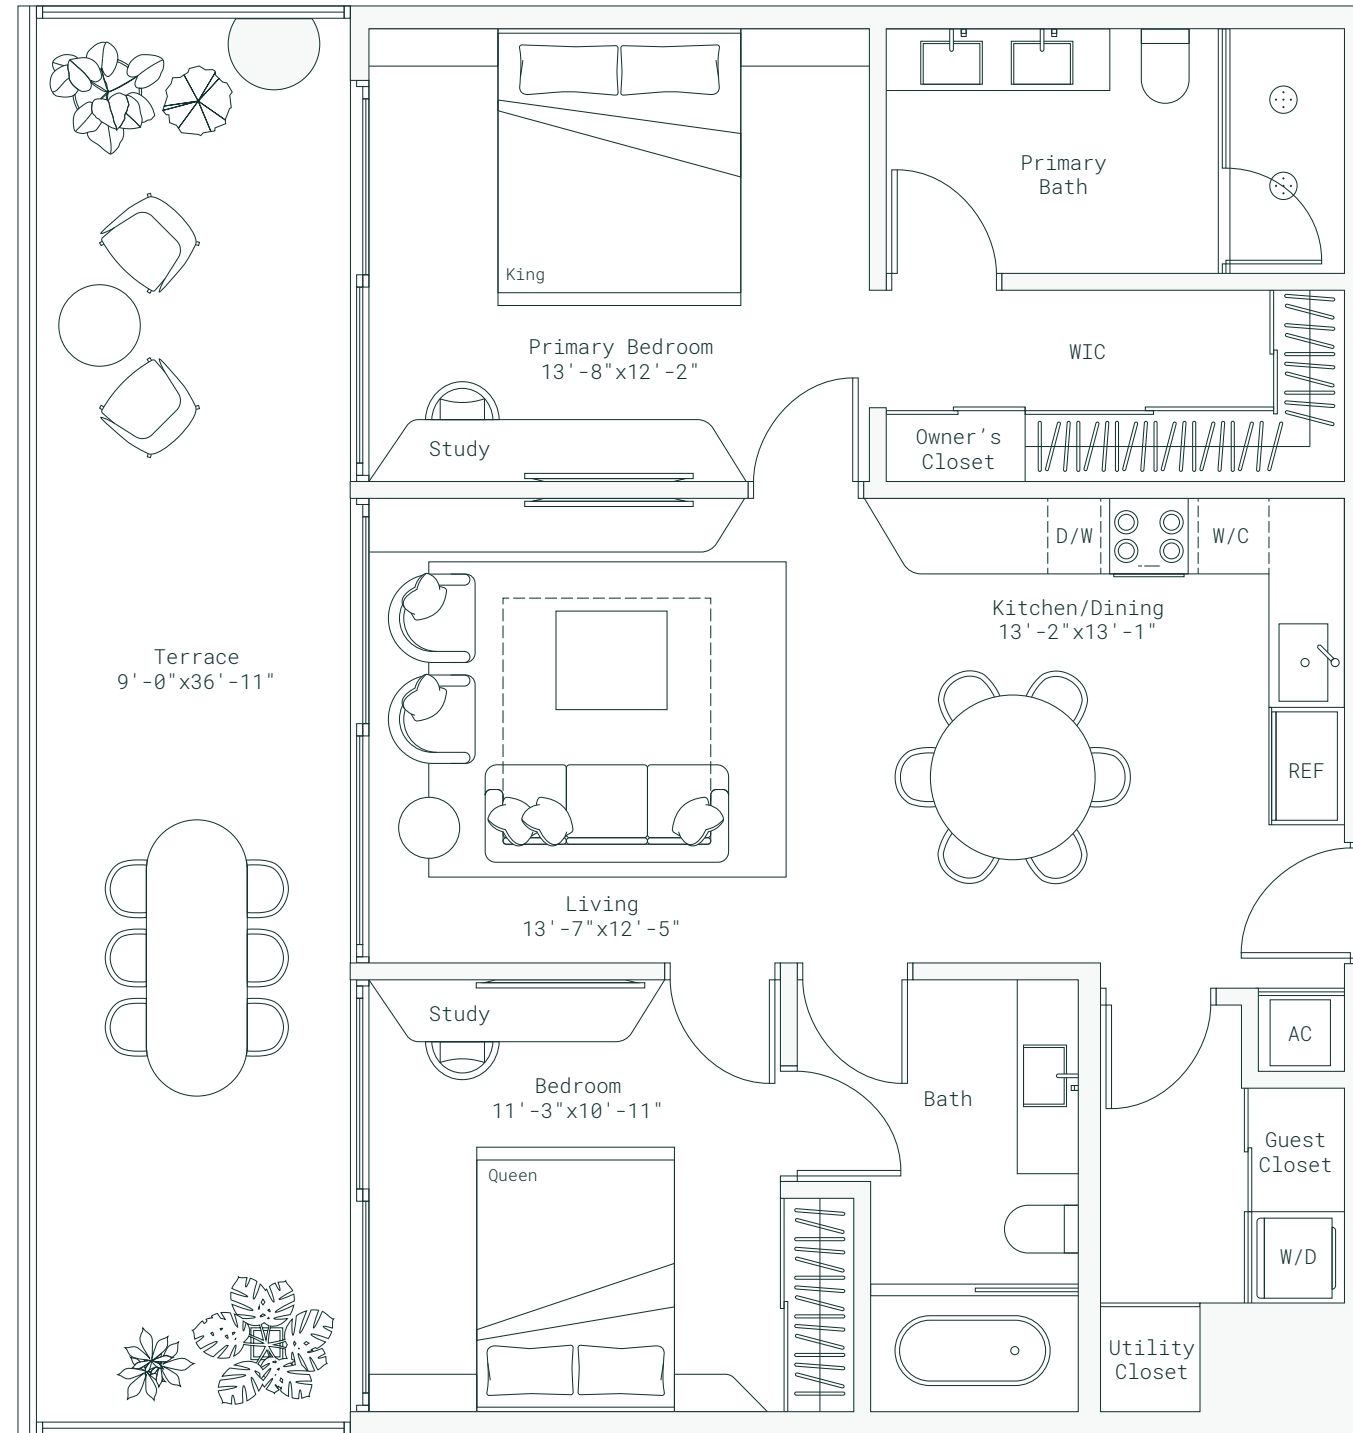 Primary
Bath
King
Primary Bedroom
13'-8"x12'-2"
WIC
Study
Owner’s
Closet
D/W
W/C
Kitchen/Dining
13'-2"x13'-1"
Terrace
9'-0"x36'-11"
REF
Living
13'-7"x12'-5"
Study
AC
Bedroom
11'-3"x10'-11"
Bath
Guest
Closet
Queen
W/D
Utility
Closet